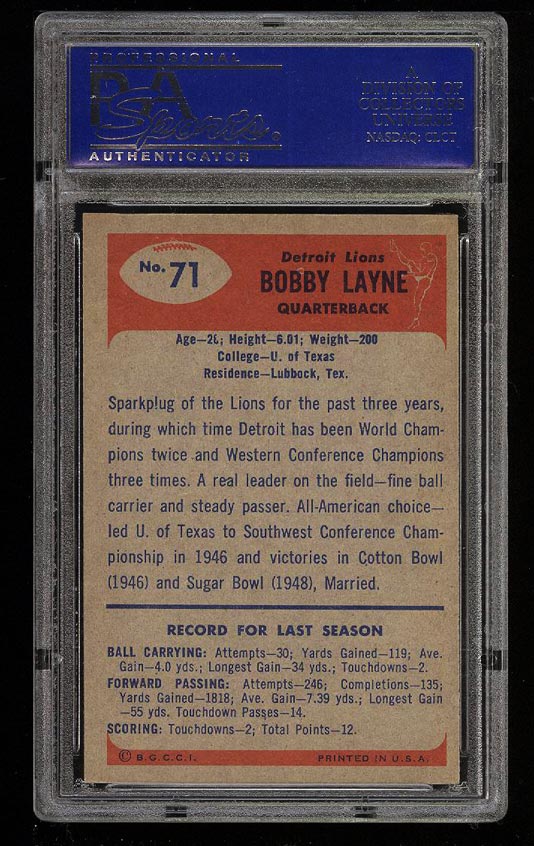 PROFESSIONAL
PSA
Sports.
AUTHENTICATOR
A
DIVISION OF
COLLECTORS
UNIVERSE
NASDAQ: CLCT
No. 71
Detroit Lions
BOBBY LAYNE
QUARTERBACK
Age—28; Height—6.01; Weight—200
College—U. of Texas
Residence—Lubbock, Tex.
Sparkplug of the Lions for the past three years,
during which time Detroit has been World Cham-
pions twice and Western Conference Champions
three times. A real leader on the field—fine ball
carrier and steady passer. All-American choice—
led U. of Texas to Southwest Conference Cham-
pionship in 1946 and victories in Cotton Bowl
(1946) and Sugar Bowl (1948), Married.
RECORD FOR LAST SEASON
BALL CARRYING: Attempts—30; Yards Gained—119; Ave.
Gain—4.0 yds.; Longest Gain—34 yds.; Touchdowns—2.
FORWARD PASSING: Attempts—246; Completions—135;
Yards Gained—1818; Ave. Gain—7.39 yds.; Longest Gain
—55 yds. Touchdown Passes—14.
SCORING: Touchdowns—2; Total Points—12.
© B.G.C.C.I.
PRINTED IN U.S.A.